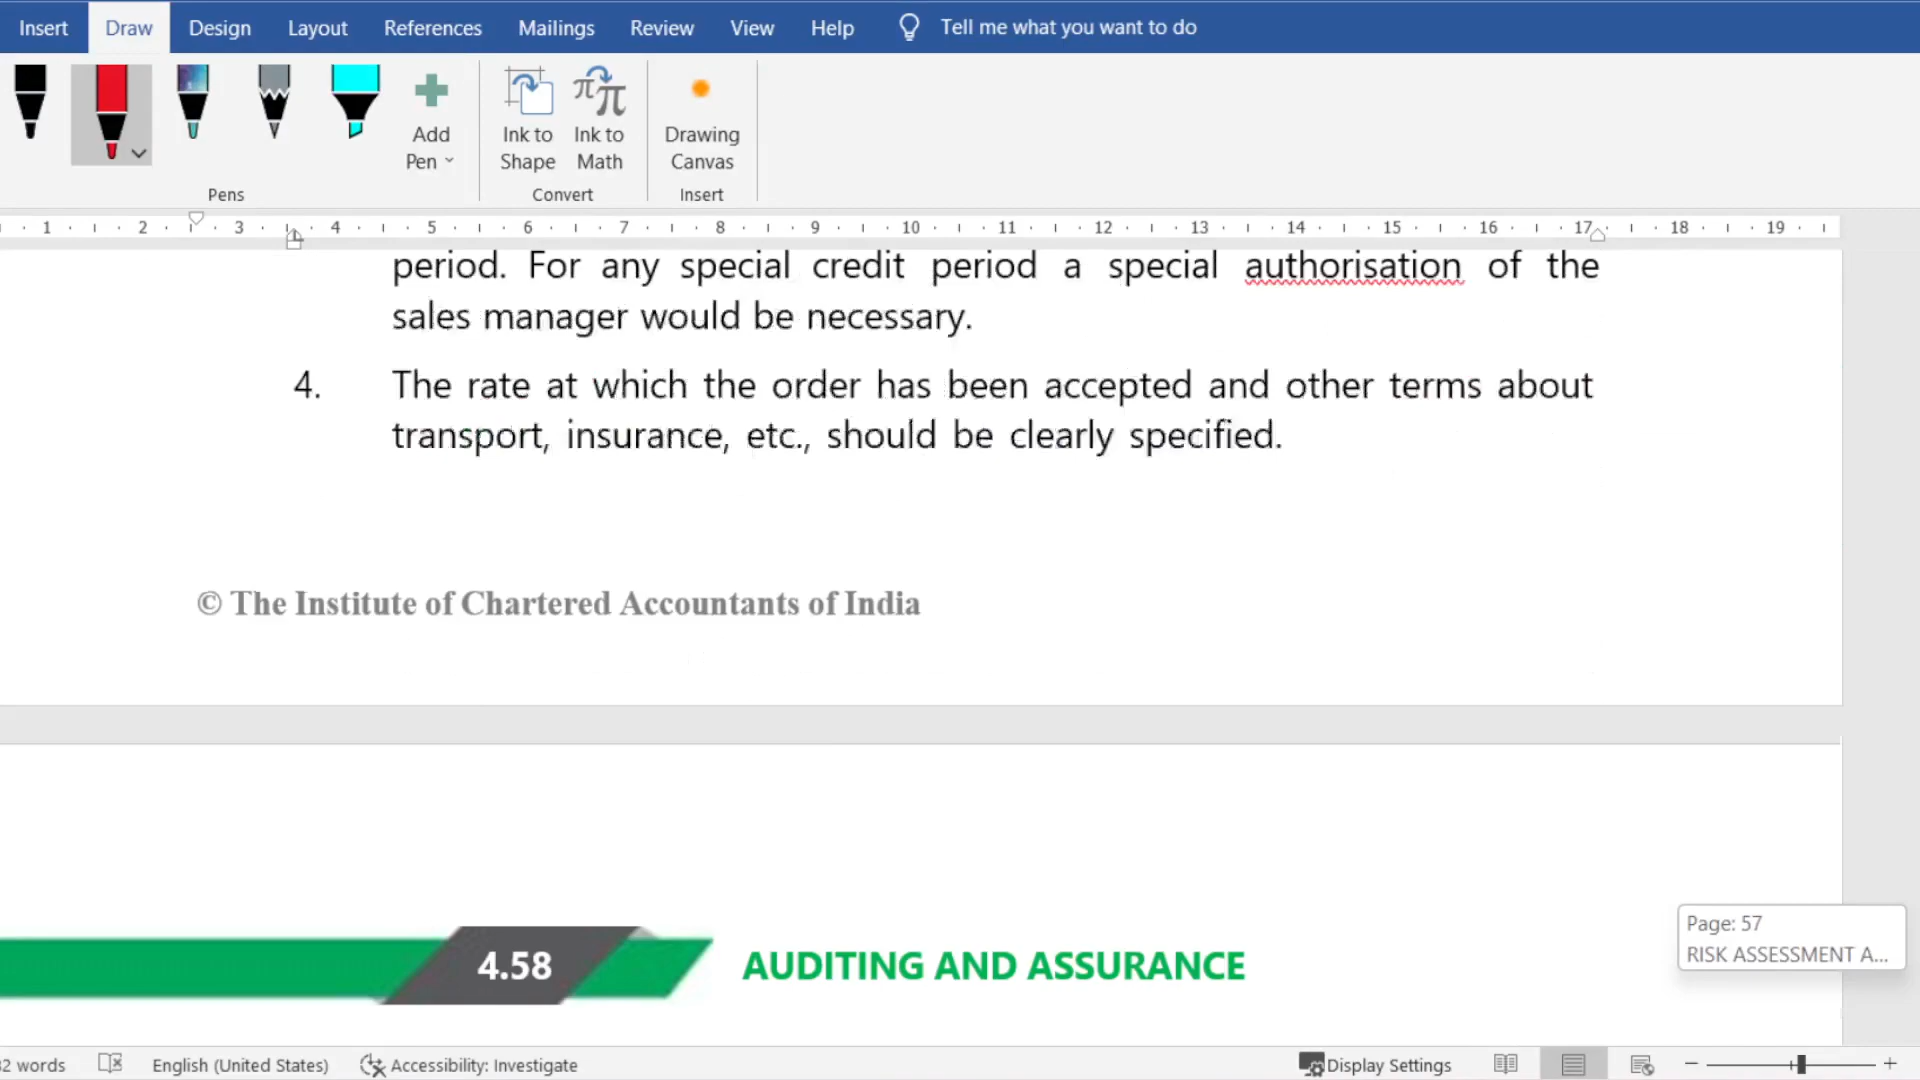 Insert Draw Design Layout References Mailings Review View Help Tell me what you want to do
Add Pen
Ink to Shape
Ink to Math
Drawing Canvas
Pens Convert Insert
1 2 3 4 5 6 7 8 9 10 11 12 13 14 15 16 17 18 19
period. For any special credit period a special authorisation of the
sales manager would be necessary.
4. The rate at which the order has been accepted and other terms about
transport, insurance, etc., should be clearly specified.
© The Institute of Chartered Accountants of India
Page: 57
RISK ASSESSMENT A...
4.58 AUDITING AND ASSURANCE
2 words English (United States) Accessibility: Investigate Display Settings